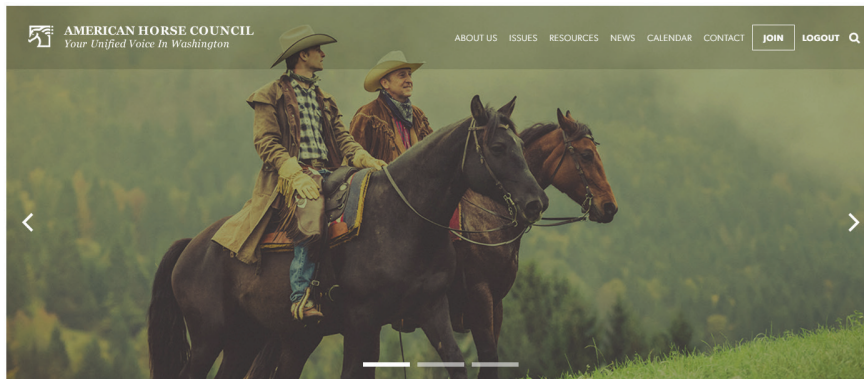 AMERICAN HORSE COUNCIL
Your Unified Voice In Washington
ABOUT US ISSUES RESOURCES NEWS CALENDAR CONTACT JOIN LOGOUT